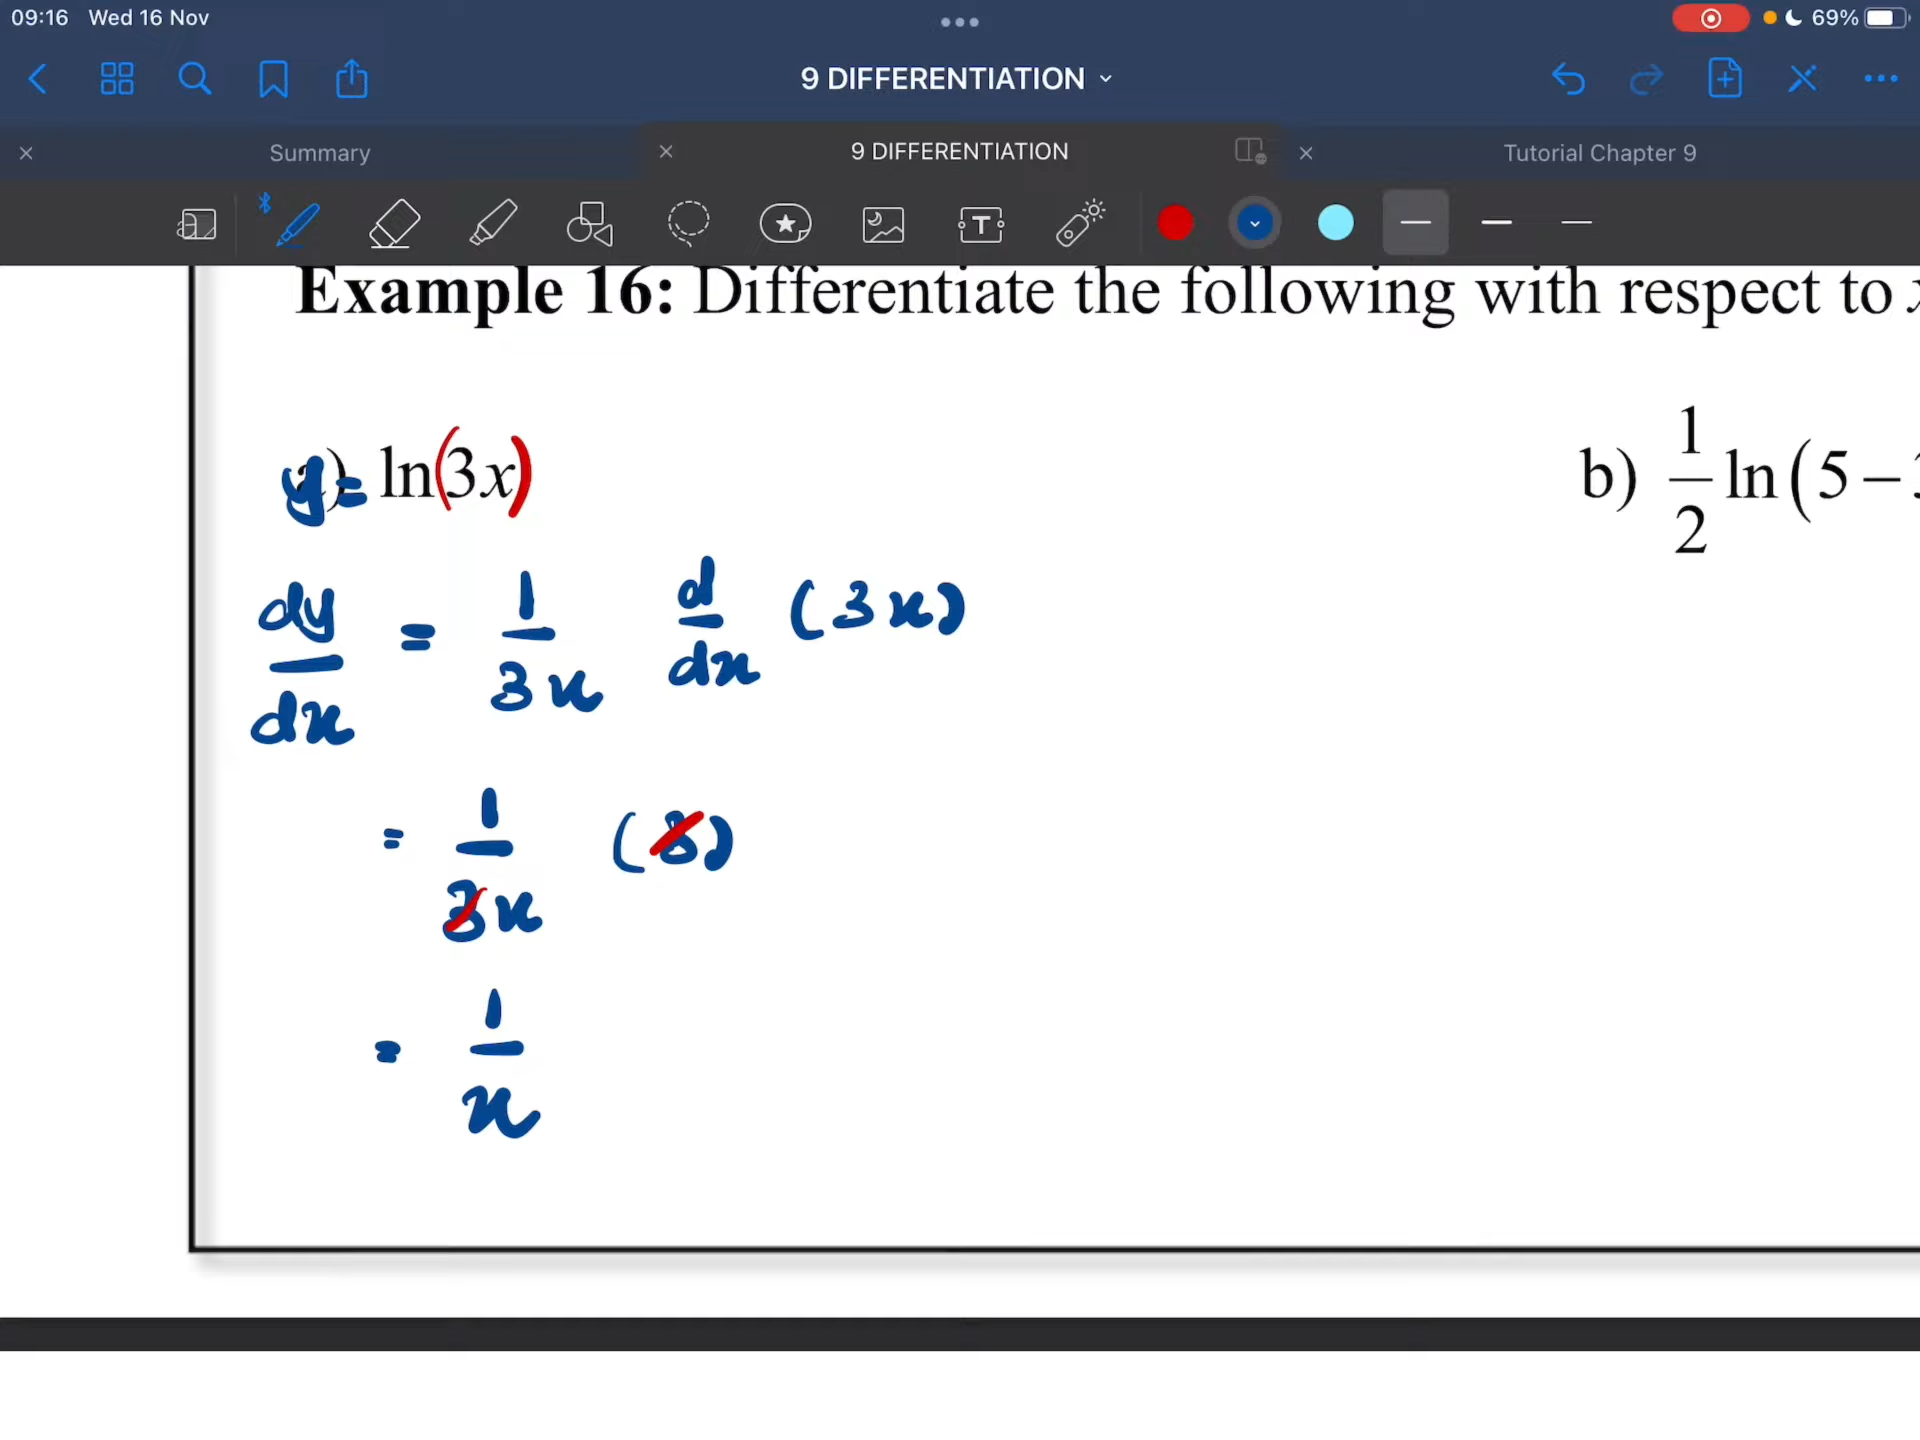 09:16 Wed 16 Nov
69%
9 DIFFERENTIATION
Summary
9 DIFFERENTIATION
Tutorial Chapter 9
Example 16: Differentiate the following with respect to x
y = ln(3x)
b) 1/2 ln(5 −
dy/dx = 1/3x d/dx (3x)
= 1/3x (3)
= 1/x